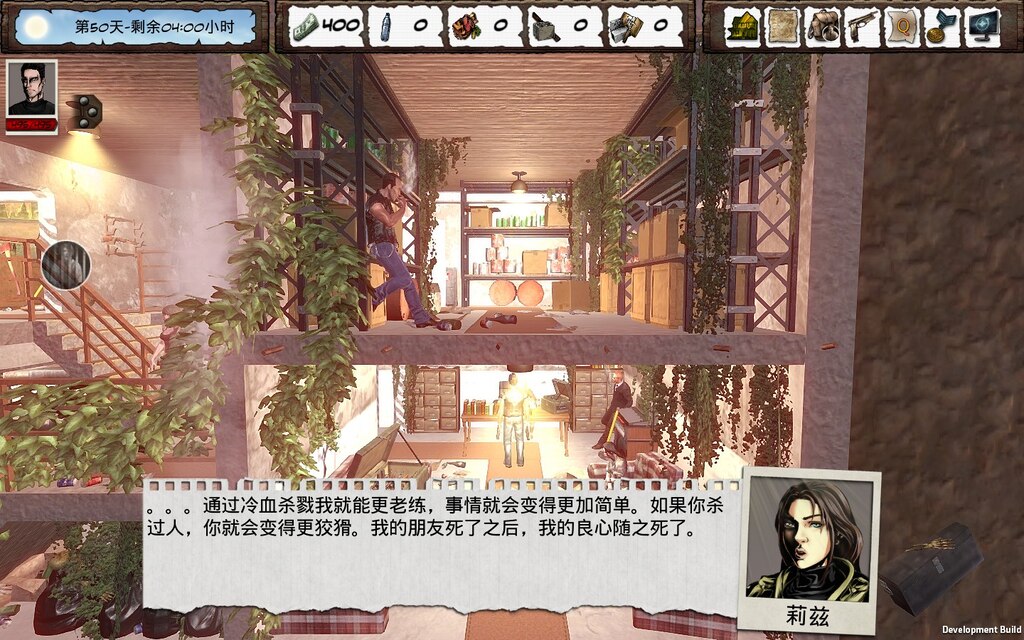 第50天-剩余04:00小时
400
0
0
0
0
Q
。。。通过冷血杀戮我就能更老练，事情就会变得更加简单。如果你杀
过人，你就会变得更狡猾。我的朋友死了之后，我的良心随之死了。
莉兹
Development Build